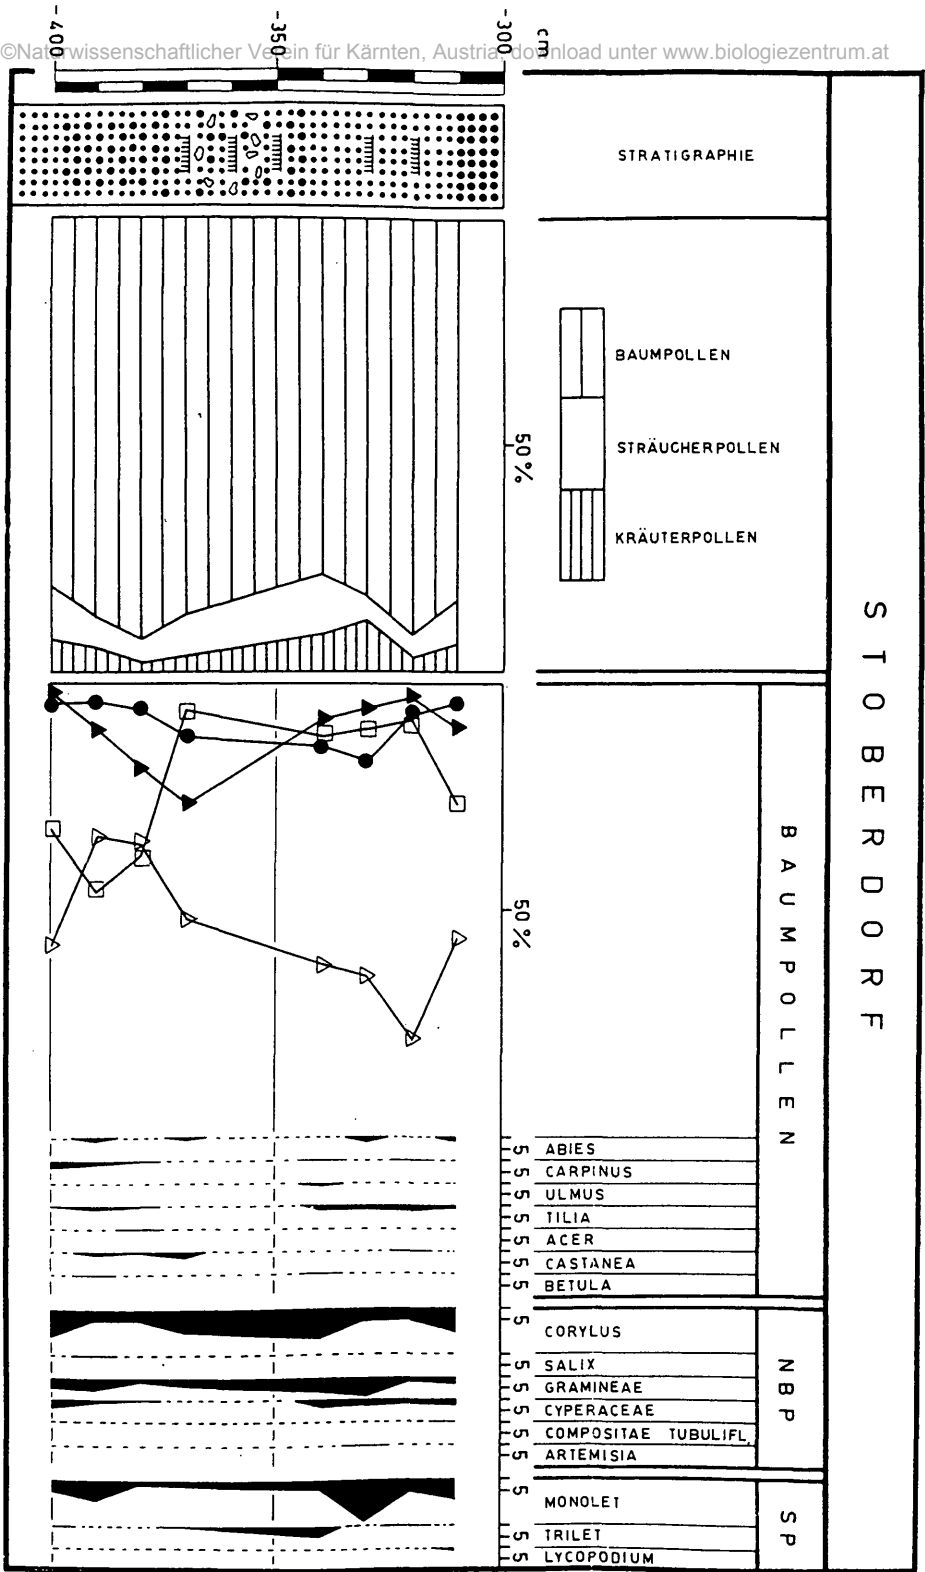 ©Naturwissenschaftlicher Verein für Kärnten, Austria, download unter www.biologiezentrum.at
-400
-350
-300
cm
STOBERDORF
STRATIGRAPHIE
BAUMPOLLEN
STRÄUCHERPOLLEN
KRÄUTERPOLLEN
50%
BAUMPOLLEN
50%
5 ABIES
5 CARPINUS
5 ULMUS
5 TILIA
5 ACER
5 CASTANEA
5 BETULA
NBP
5 CORYLUS
5 SALIX
5 GRAMINEAE
5 CYPERACEAE
5 COMPOSITAE TUBULIFL.
5 ARTEMISIA
SP
5 MONOLET
5 TRILET
5 LYCOPODIUM